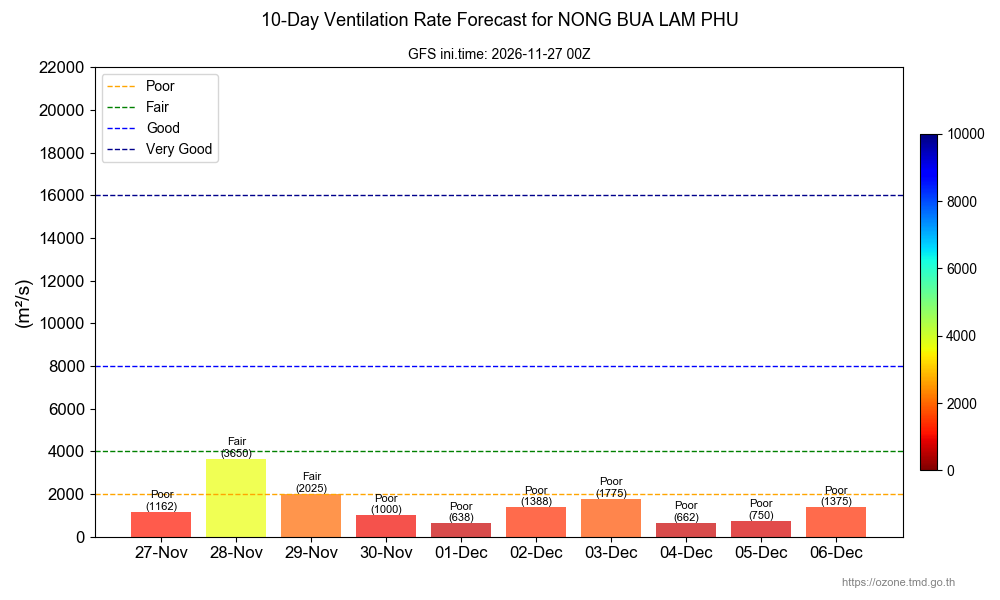 10-Day Ventilation Rate Forecast for NONG BUA LAM PHU
GFS ini.time: 2026-11-27 00Z
(m²/s)
22000
20000
18000
16000
14000
12000
10000
8000
6000
4000
2000
0
Poor
Fair
Good
Very Good
Poor
(1162)
Fair
(3650)
Fair
(2025)
Poor
(1000)
Poor
(638)
Poor
(1388)
Poor
(1775)
Poor
(662)
Poor
(750)
Poor
(1375)
27-Nov 28-Nov 29-Nov 30-Nov 01-Dec 02-Dec 03-Dec 04-Dec 05-Dec 06-Dec
10000
8000
6000
4000
2000
0
https://ozone.tmd.go.th